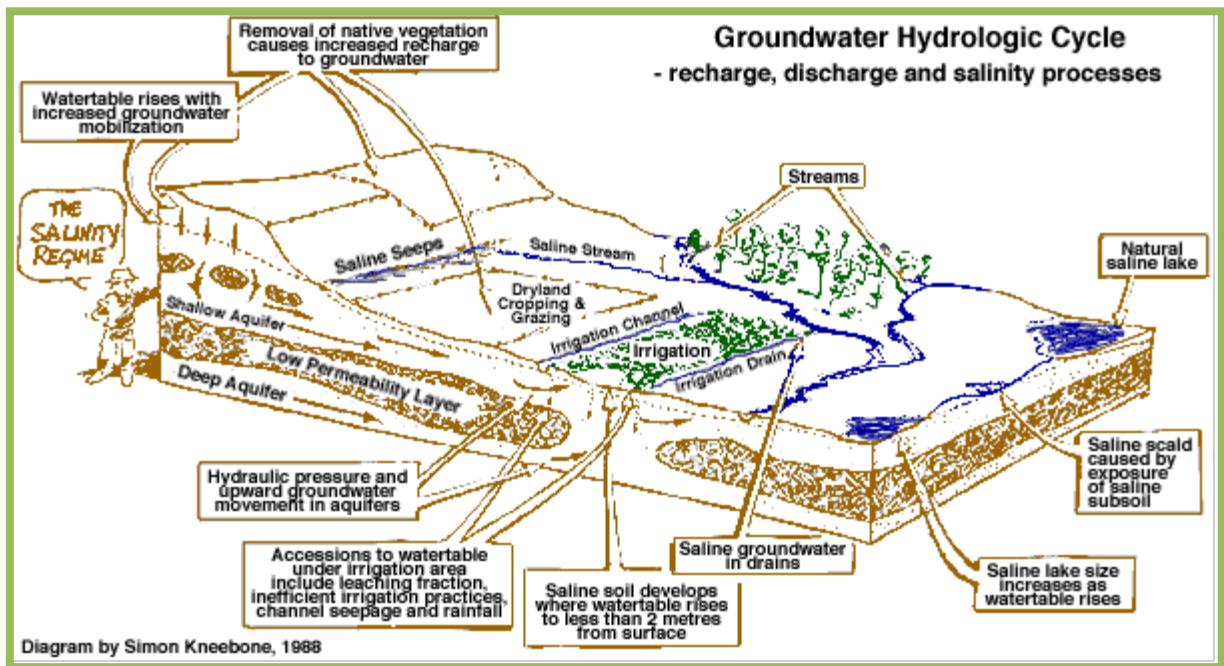 Groundwater Hydrologic Cycle
- recharge, discharge and salinity processes
Removal of native vegetation
causes increased recharge
to groundwater
Watertable rises with
increased groundwater
mobilization
THE
SALINITY
REGIME
Streams
Natural
saline lake
Saline Seeps
Saline Stream
Dryland
Cropping &
Grazing
Irrigation Channel
Irrigation
Irrigation Drain
Shallow Aquifer
Low Permeability Layer
Deep Aquifer
Hydraulic pressure and
upward groundwater
movement in aquifers
Accessions to watertable
under irrigation area
include leaching fraction,
inefficient irrigation practices,
channel seepage and rainfall
Saline soil develops
where watertable rises
to less than 2 metres
from surface
Saline groundwater
in drains
Saline scald
caused by
exposure
of saline
subsoil
Saline lake size
increases as
watertable rises
Diagram by Simon Kneebone, 1988